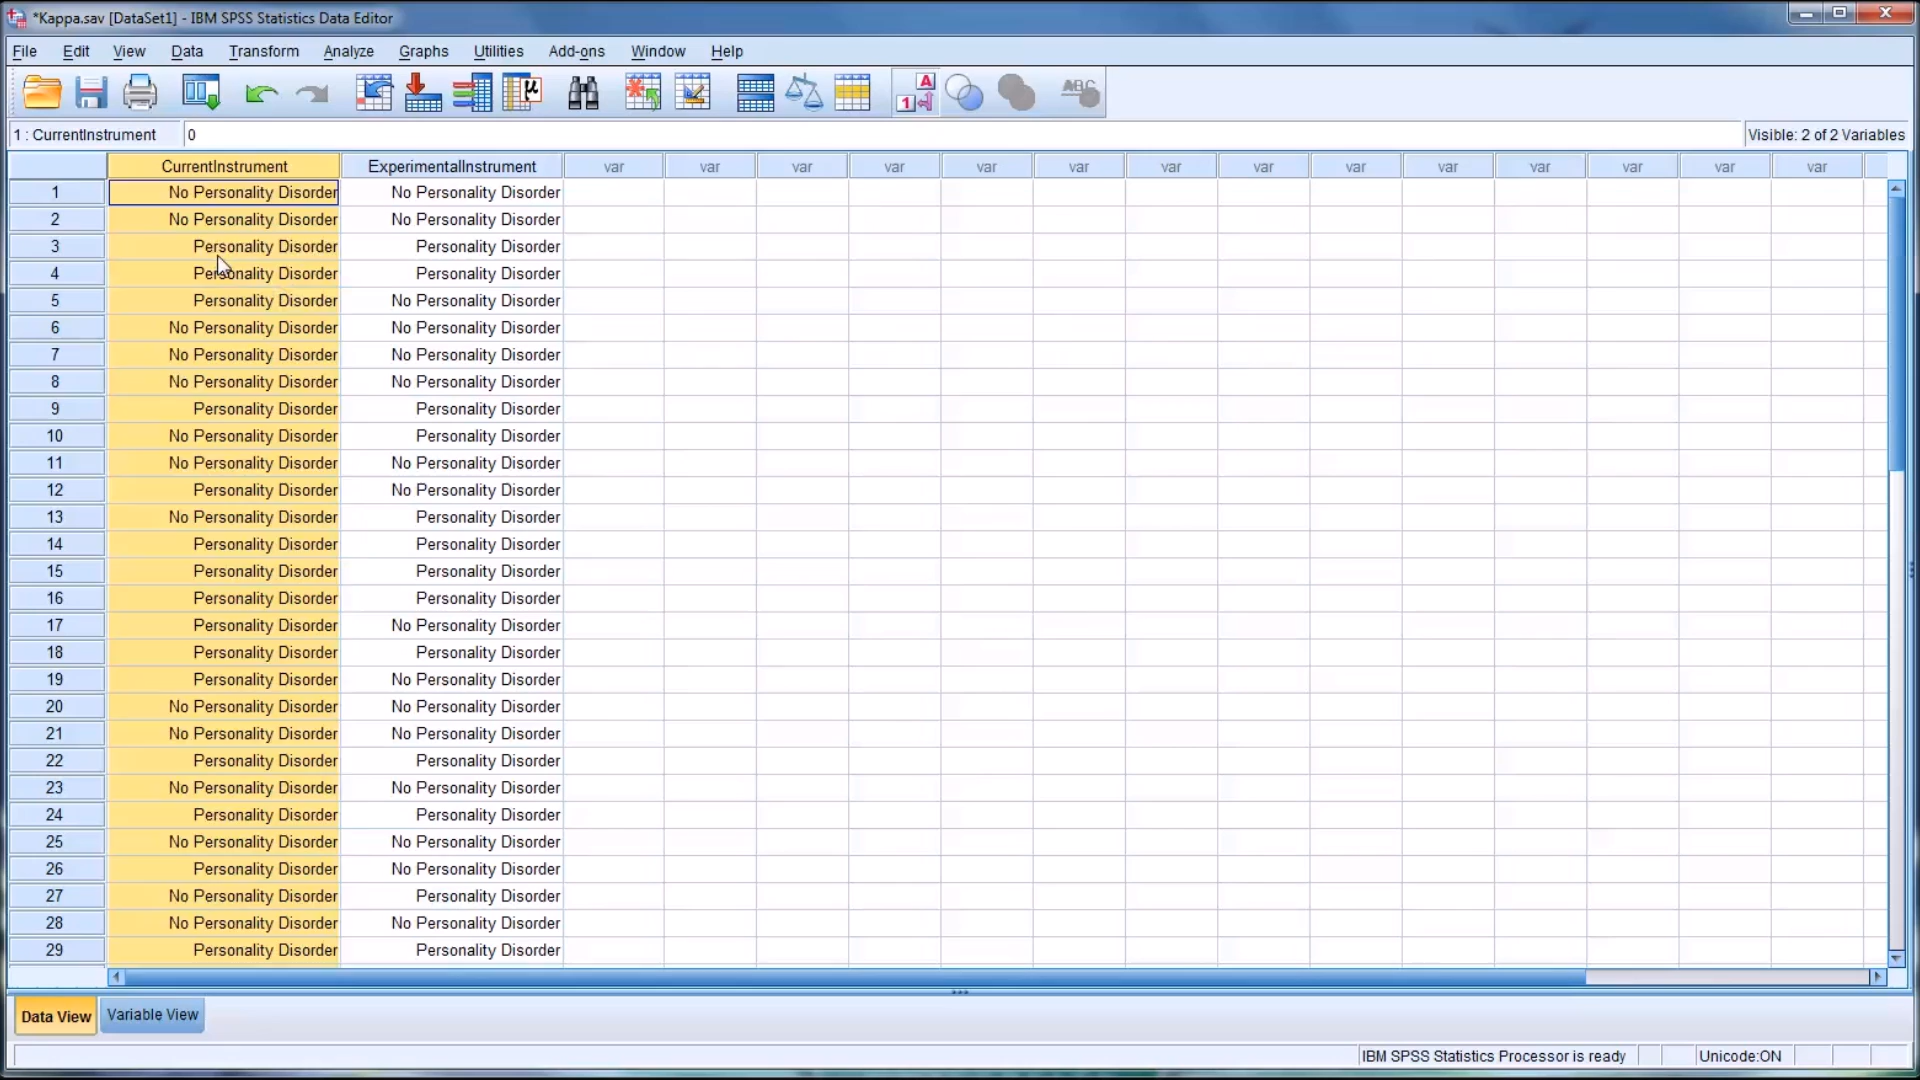 *Kappa.sav [DataSet1] - IBM SPSS Statistics Data Editor
File Edit View Data Transform Analyze Graphs Utilities Add-ons Window Help
1 : CurrentInstrument 0 Visible: 2 of 2 Variables
CurrentInstrument ExperimentalInstrument var var var var var var var var var var var var var var
1 No Personality Disorder No Personality Disorder
2 No Personality Disorder No Personality Disorder
3 Personality Disorder Personality Disorder
4 Personality Disorder Personality Disorder
5 Personality Disorder No Personality Disorder
6 No Personality Disorder No Personality Disorder
7 No Personality Disorder No Personality Disorder
8 No Personality Disorder No Personality Disorder
9 Personality Disorder Personality Disorder
10 No Personality Disorder Personality Disorder
11 No Personality Disorder No Personality Disorder
12 Personality Disorder No Personality Disorder
13 No Personality Disorder Personality Disorder
14 Personality Disorder Personality Disorder
15 Personality Disorder Personality Disorder
16 Personality Disorder Personality Disorder
17 Personality Disorder No Personality Disorder
18 Personality Disorder Personality Disorder
19 Personality Disorder No Personality Disorder
20 No Personality Disorder No Personality Disorder
21 No Personality Disorder No Personality Disorder
22 Personality Disorder Personality Disorder
23 No Personality Disorder No Personality Disorder
24 Personality Disorder Personality Disorder
25 No Personality Disorder No Personality Disorder
26 Personality Disorder No Personality Disorder
27 No Personality Disorder Personality Disorder
28 No Personality Disorder No Personality Disorder
29 Personality Disorder Personality Disorder
Data View Variable View
IBM SPSS Statistics Processor is ready Unicode:ON